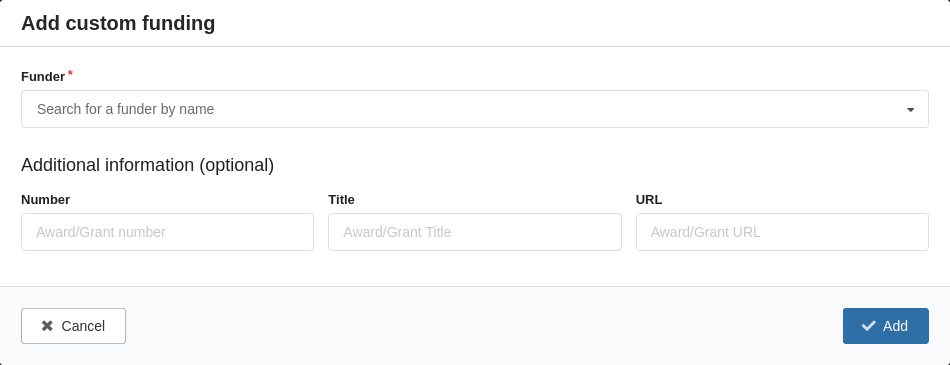 Add custom funding
Funder *
Search for a funder by name
Additional information (optional)
Number Title URL
Award/Grant number Award/Grant Title Award/Grant URL
Cancel Add